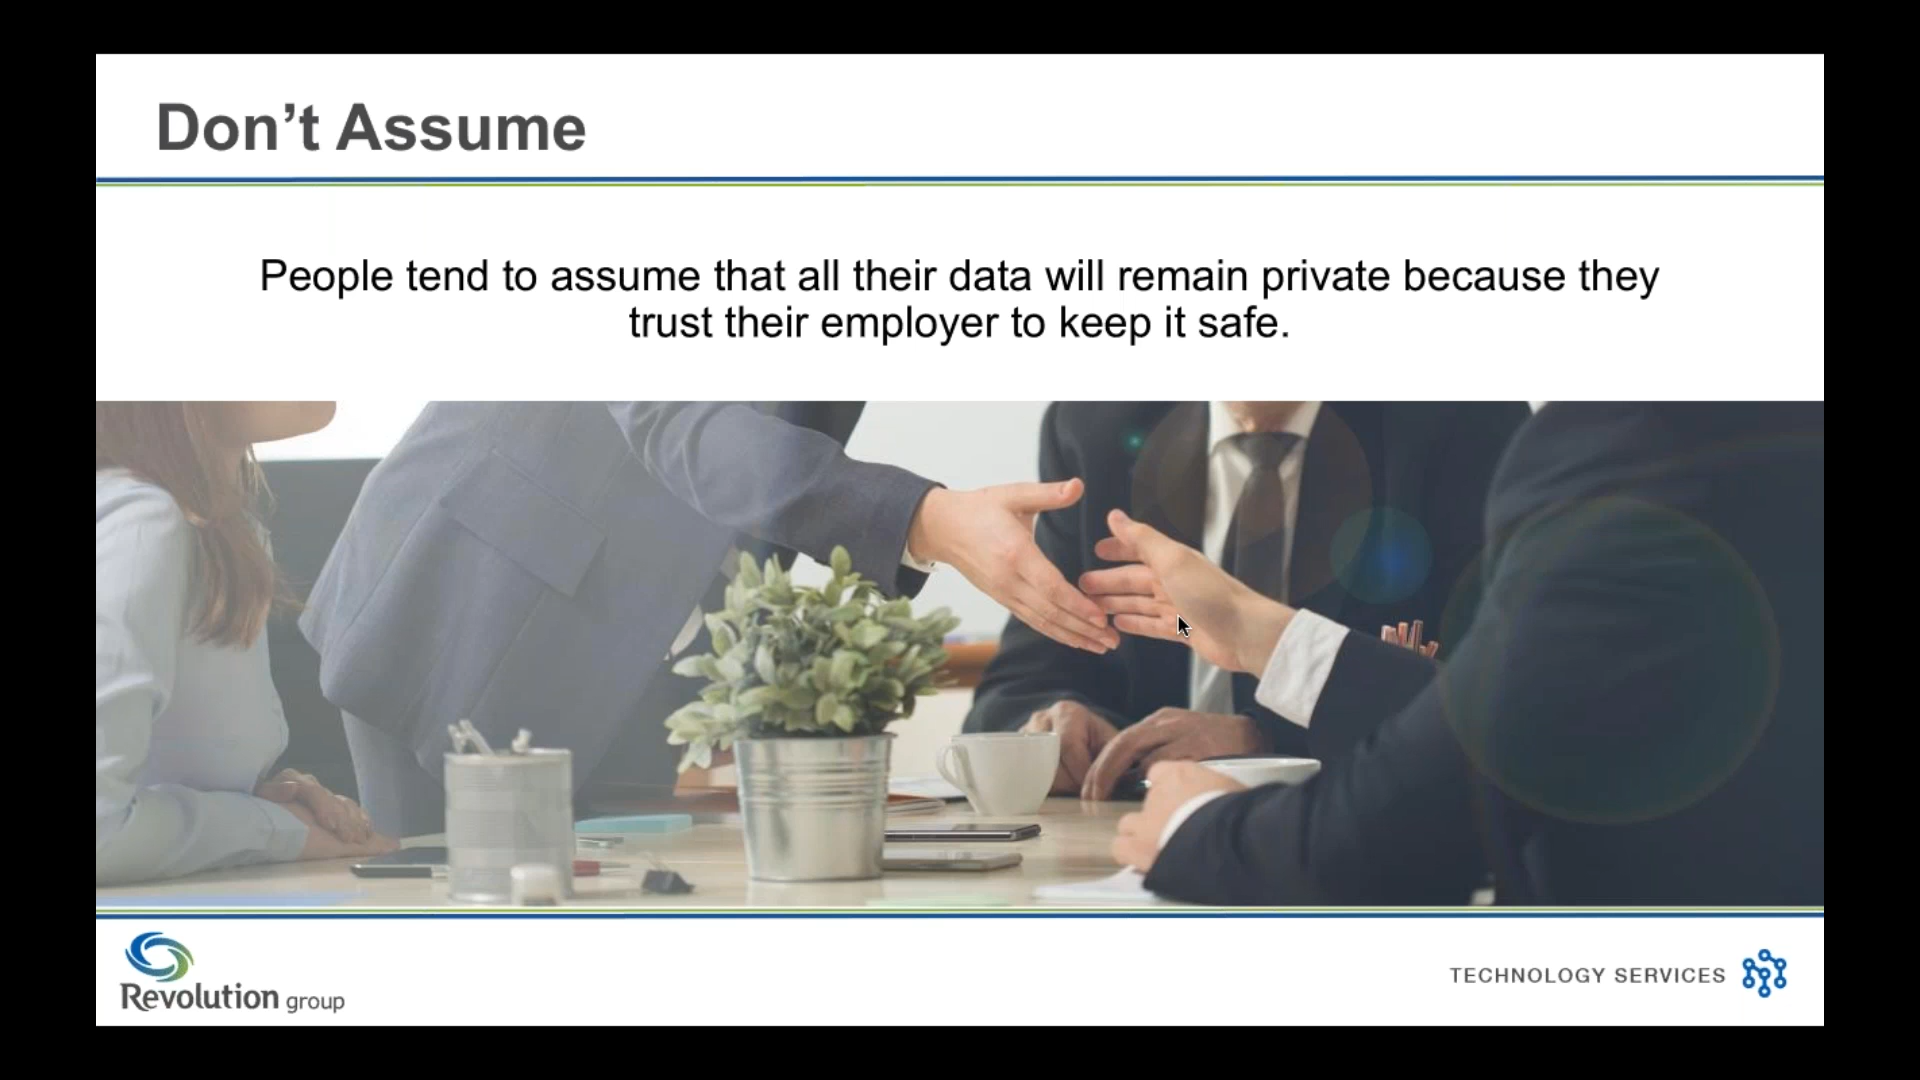 Don’t Assume
People tend to assume that all their data will remain private because they
trust their employer to keep it safe.
Revolution group
TECHNOLOGY SERVICES